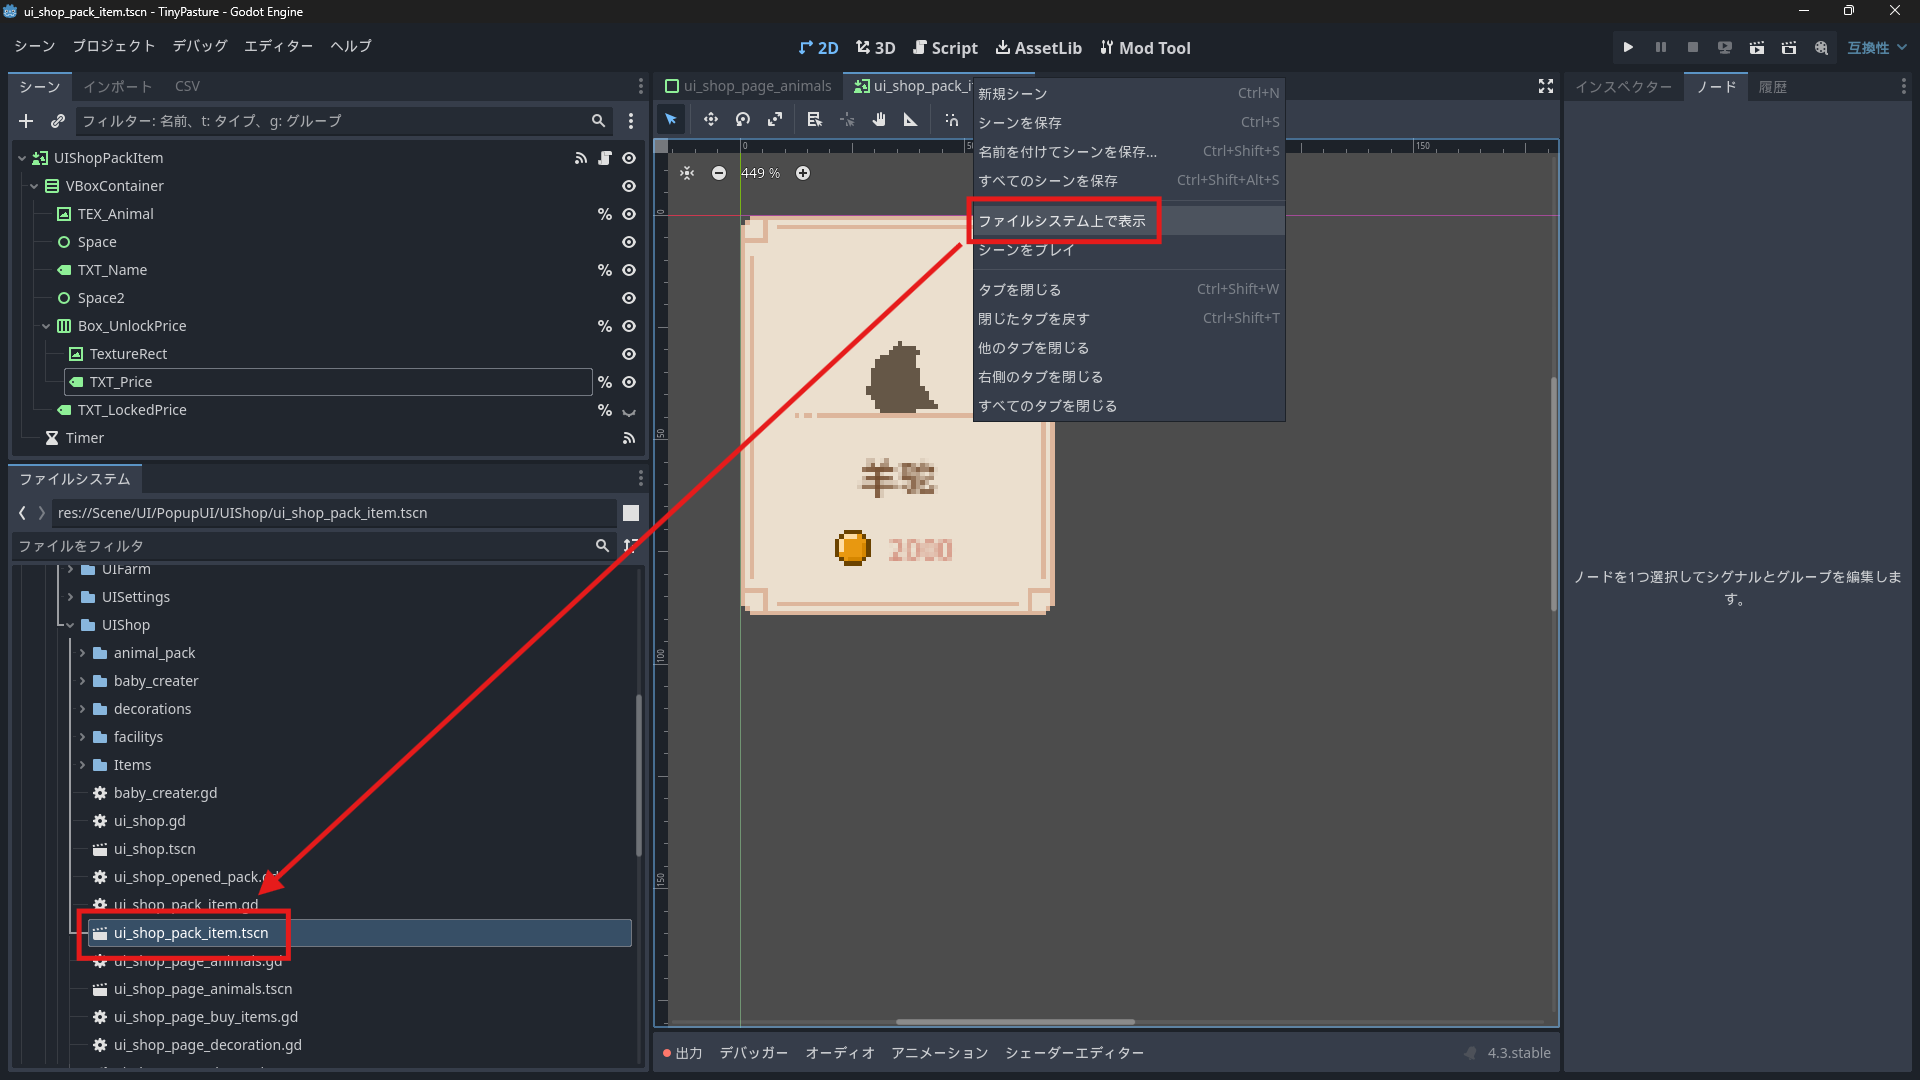 ui_shop_pack_item.tscn - TinyPasture - Godot Engine
シーン プロジェクト デバッグ エディター ヘルプ
2D 3D Script AssetLib Mod Tool
互換性
シーン インポート CSV
フィルター: 名前、t: タイプ、g: グループ
UIShopPackItem
VBoxContainer
TEX_Animal
Space
TXT_Name
Space2
Box_UnlockPrice
TextureRect
TXT_Price
TXT_LockedPrice
Timer
ファイルシステム
res://Scene/UI/PopupUI/UIShop/ui_shop_pack_item.tscn
ファイルをフィルタ
UIFarm
UISettings
UIShop
animal_pack
baby_creater
decorations
facilitys
Items
baby_creater.gd
ui_shop.gd
ui_shop.tscn
ui_shop_opened_pack.gd
ui_shop_pack_item.gd
ui_shop_pack_item.tscn
ui_shop_page_animals.gd
ui_shop_page_animals.tscn
ui_shop_page_buy_items.gd
ui_shop_page_decoration.gd
ui_shop_page_animals ui_shop_pack_i
0 50 150
449 %
0
50
100
150
新規シーン Ctrl+N
シーンを保存 Ctrl+S
名前を付けてシーンを保存... Ctrl+Shift+S
すべてのシーンを保存 Ctrl+Shift+Alt+S
ファイルシステム上で表示
シーンをプレイ
タブを閉じる Ctrl+Shift+W
閉じたタブを戻す Ctrl+Shift+T
他のタブを閉じる
右側のタブを閉じる
すべてのタブを閉じる
2000
出力 デバッガー オーディオ アニメーション シェーダーエディター
4.3.stable
インスペクター ノード 履歴
ノードを1つ選択してシグナルとグループを編集しま
す。